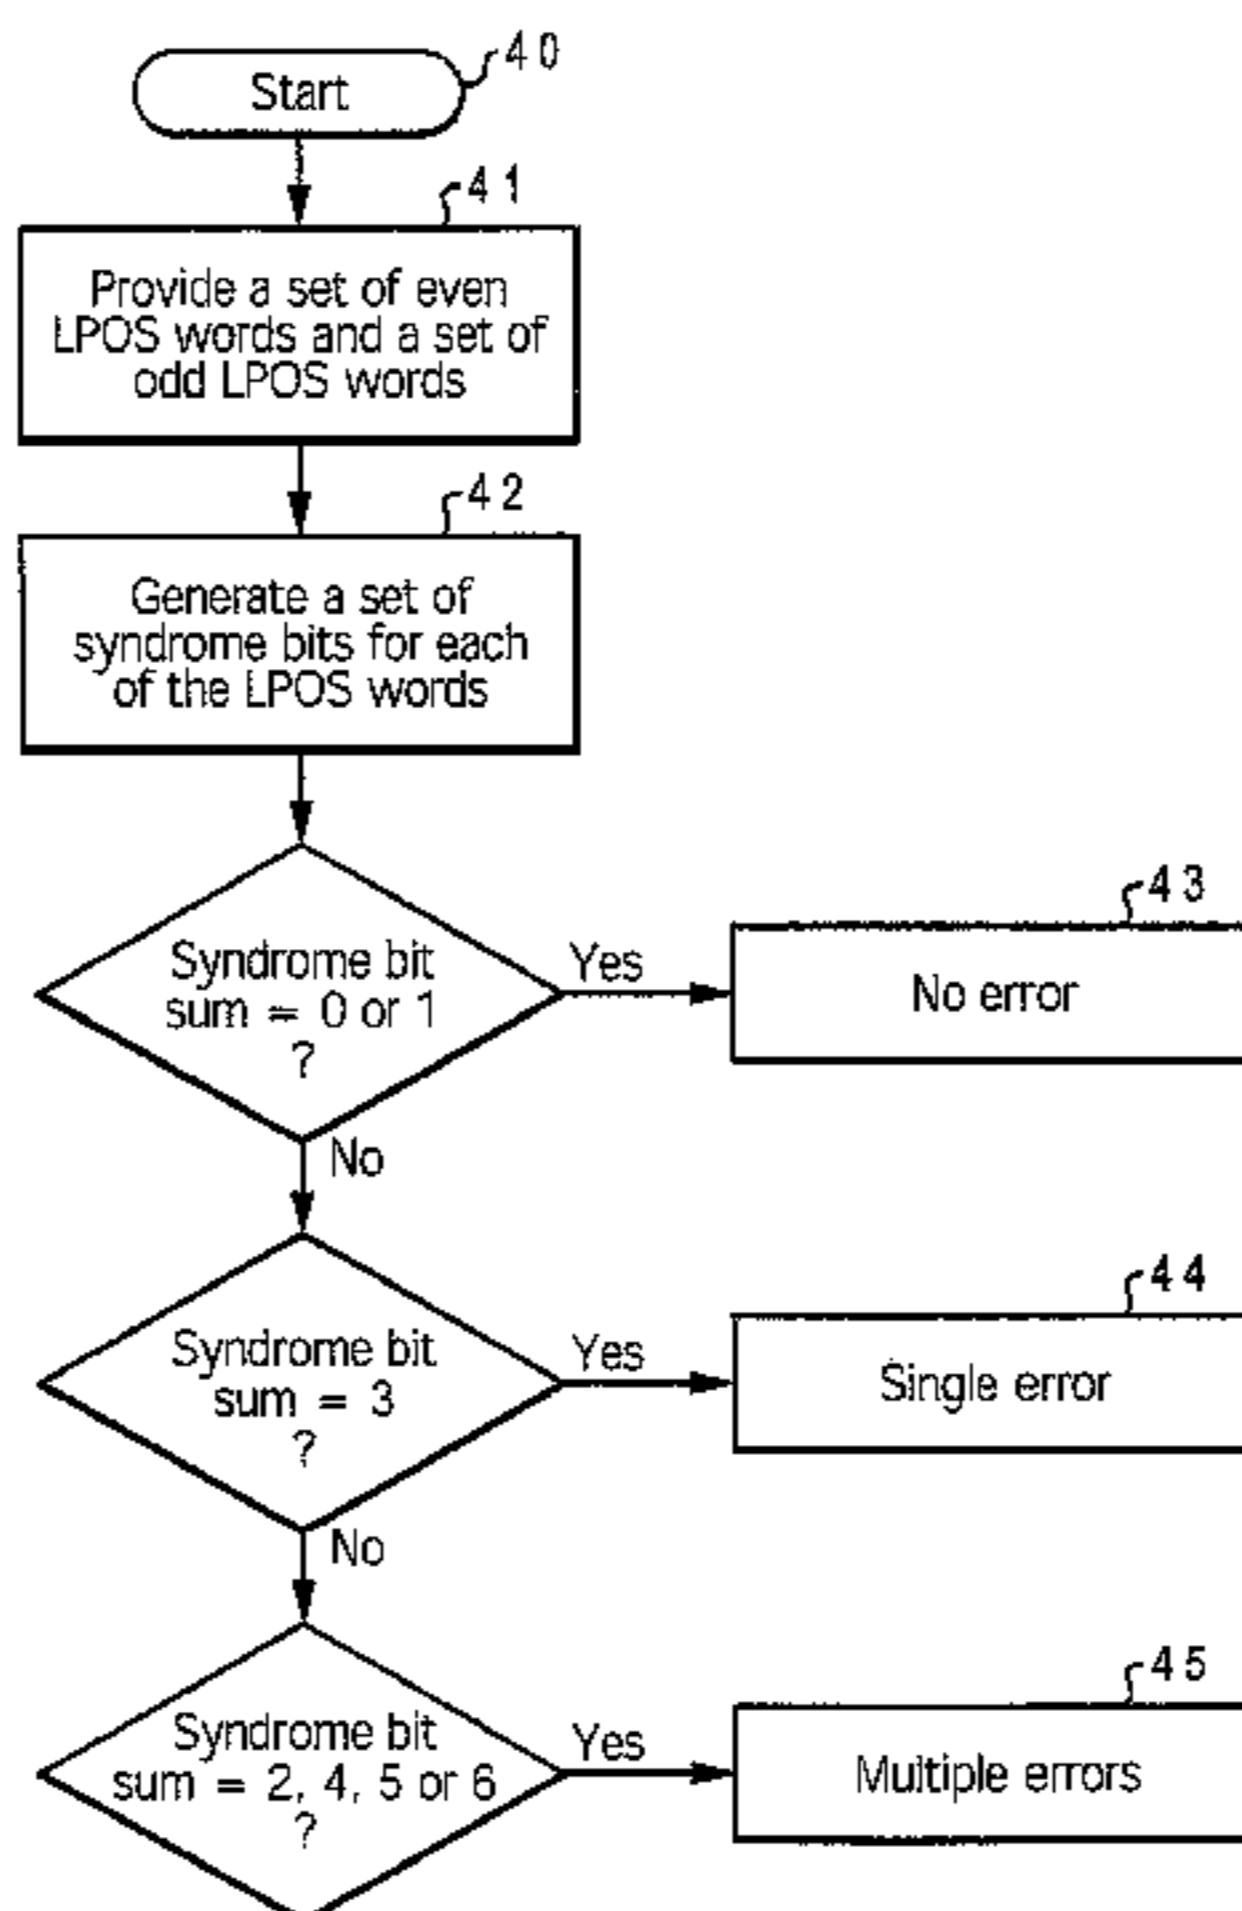 40
Start
41
Provide a set of even
LPOS words and a set of
odd LPOS words
42
Generate a set of
syndrome bits for each
of the LPOS words
43
Syndrome bit
sum = 0 or 1
?
Yes
No error
No
44
Syndrome bit
sum = 3
?
Yes
Single error
No
45
Syndrome bit
sum = 2, 4, 5 or 6
?
Yes
Multiple errors